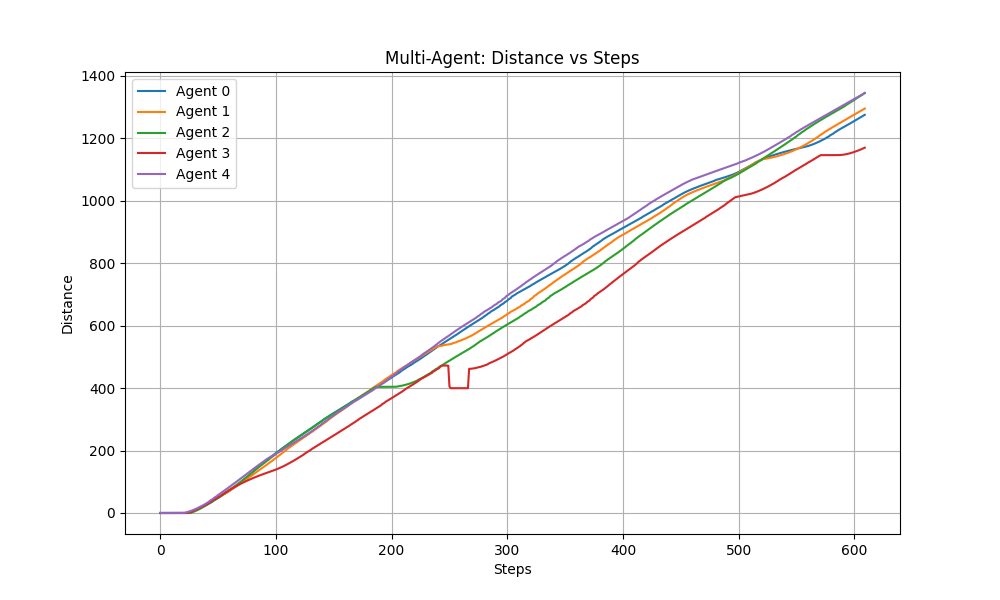 Multi-Agent: Distance vs Steps
Agent 0
Agent 1
Agent 2
Agent 3
Agent 4
Distance
1400
1200
1000
800
600
400
200
0
0 100 200 300 400 500 600
Steps